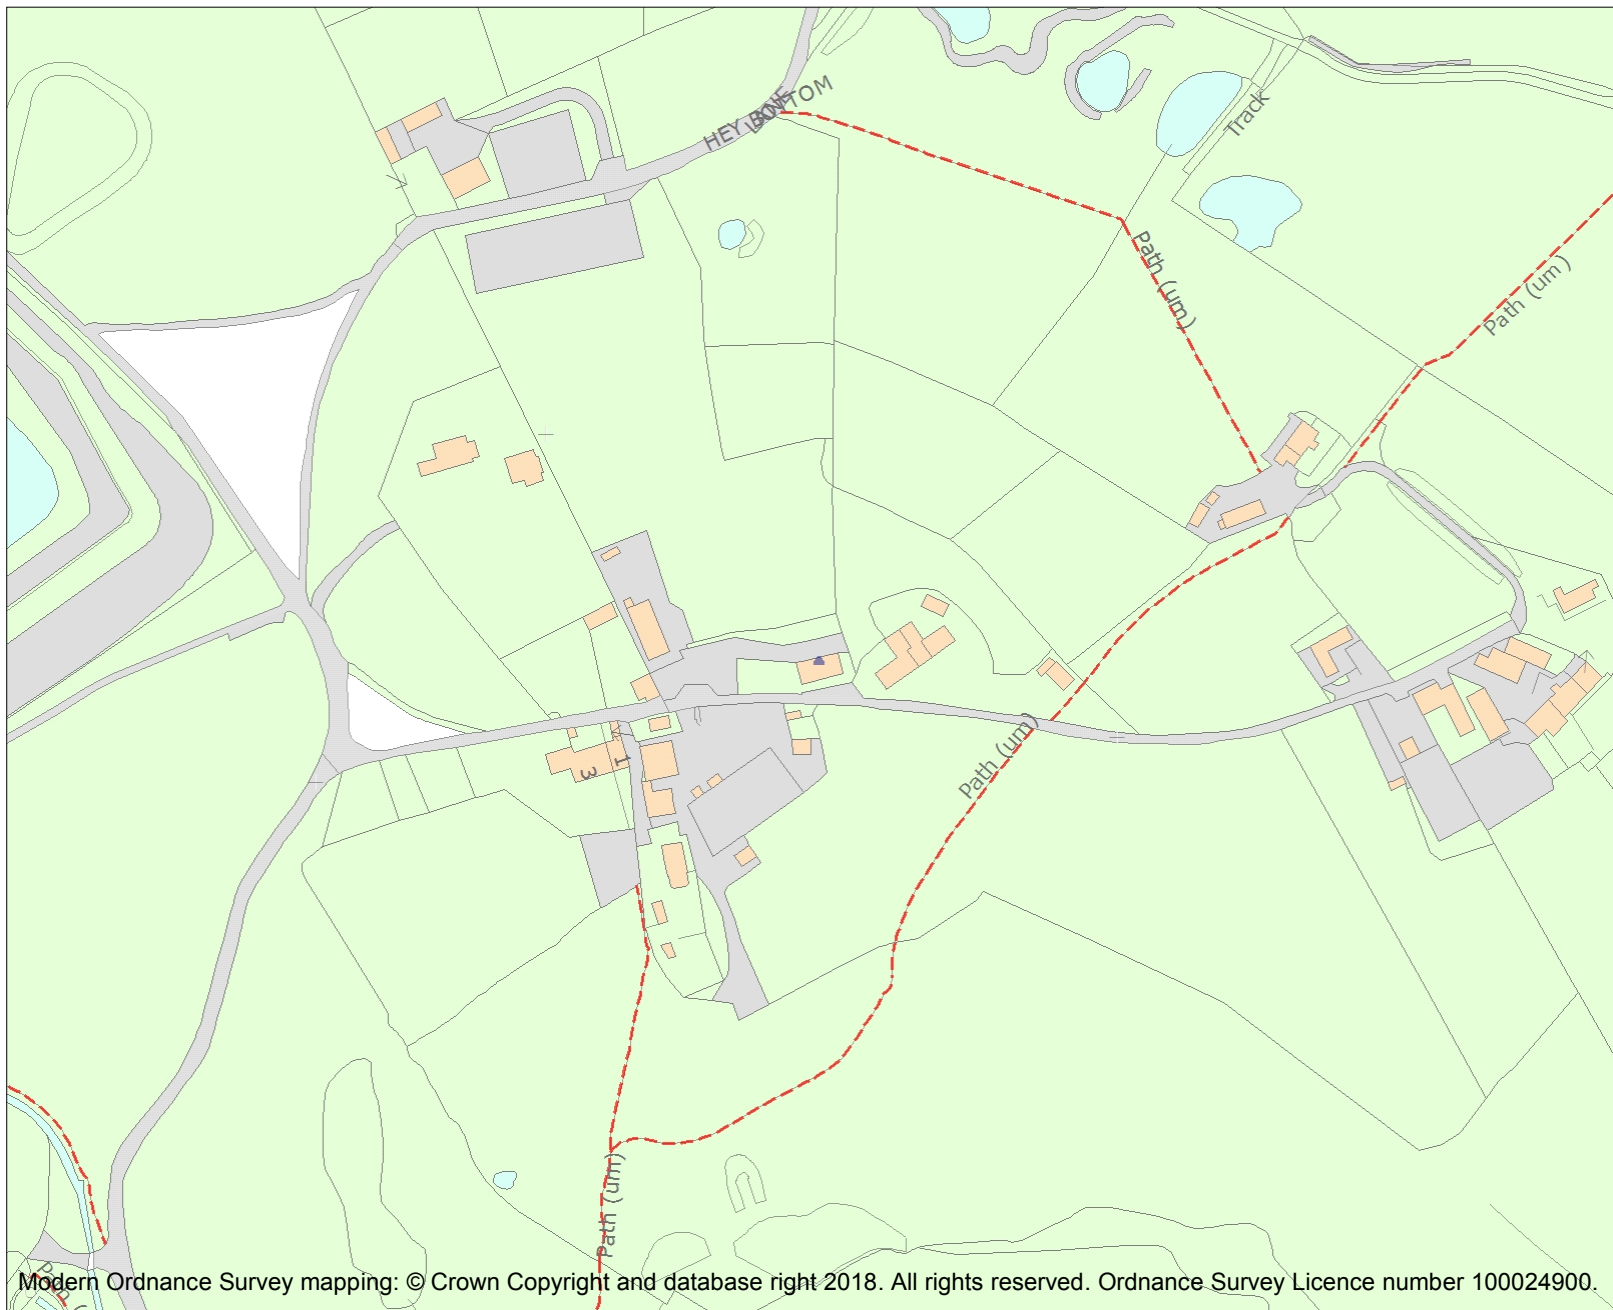 HEY BOTTOM
LANE
Track
Path (um)
Path (um)
1
3
Path (um)
Path (um)
Path (
Modern Ordnance Survey mapping: © Crown Copyright and database right 2018. All rights reserved. Ordnance Survey Licence number 100024900.